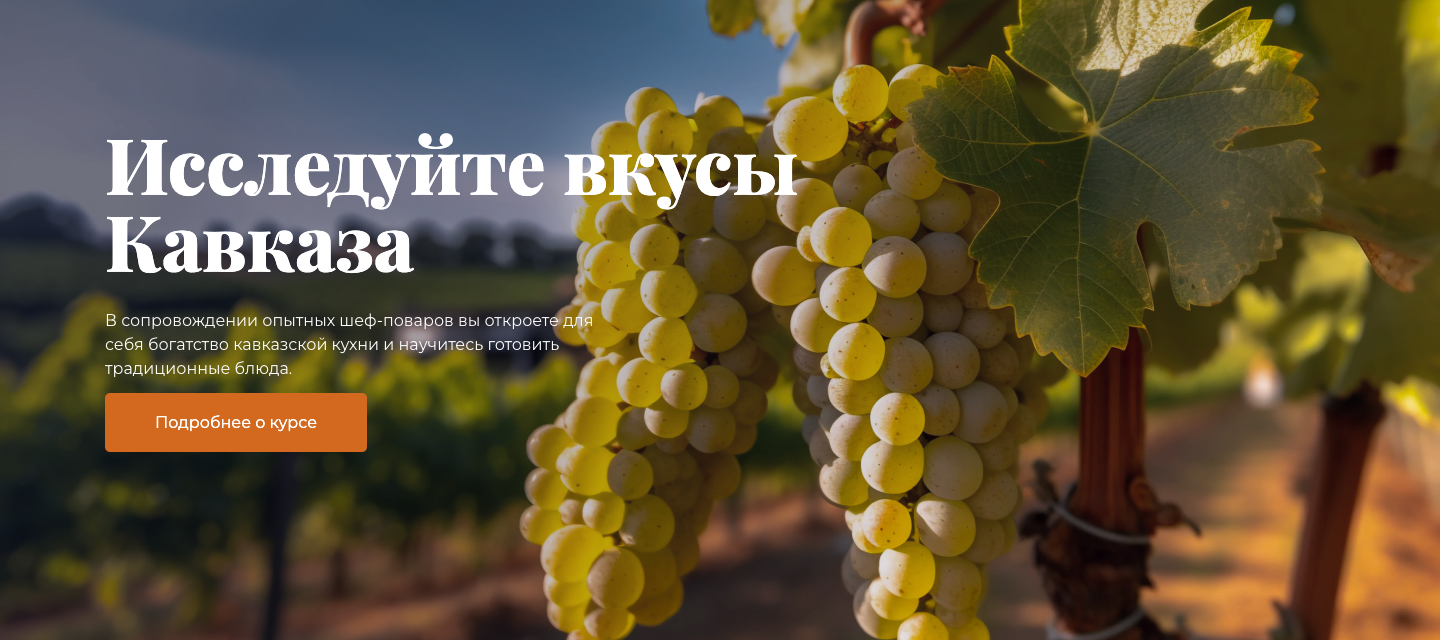 Исследуйте вкусы
Кавказа
В сопровождении опытных шеф-поваров вы откроете для
себя богатство кавказской кухни и научитесь готовить
традиционные блюда.
Подробнее о курсе